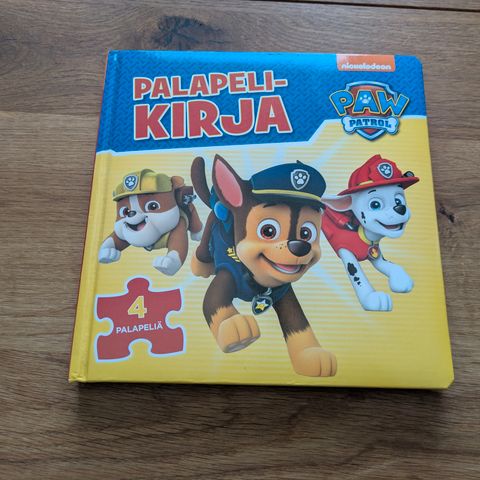 nickelodeon
PALAPELI-
KIRJA
PAW
PATROL
4
PALAPELIÄ